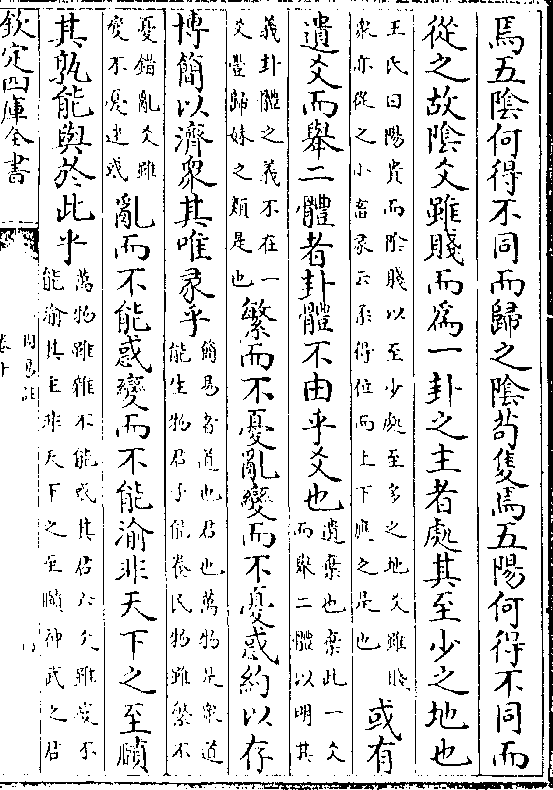 焉五陰何得不同而歸之陰苟隻焉五陽何得不同而
從之故陰爻雖賤而為一卦之主者處其至少之地也
王氏曰陽貴而陰賤以至少處至多之地爻雖賤
衆亦從之小畜彖云柔得位而上下應之是也
或有
遺爻而舉二體者卦體不由乎爻也
遺棄也棄此一爻
而舉二體以明其
義卦體之義不在一
爻豐歸妹之類是也
繁而不憂亂變而不憂惑約以存
博簡以濟衆其唯彖乎
簡易者道也君也萬物是衆道
能生物君子能養民物雖繁不
憂錯亂爻雖
變不憂迷惑
亂而不能惑變而不能渝非天下之至賾
其孰能與於此乎
萬物雖雜不能惑其君六爻雖變不
能渝其主非天下之至賾神武之君
欽定四庫全書
周易註
卷十